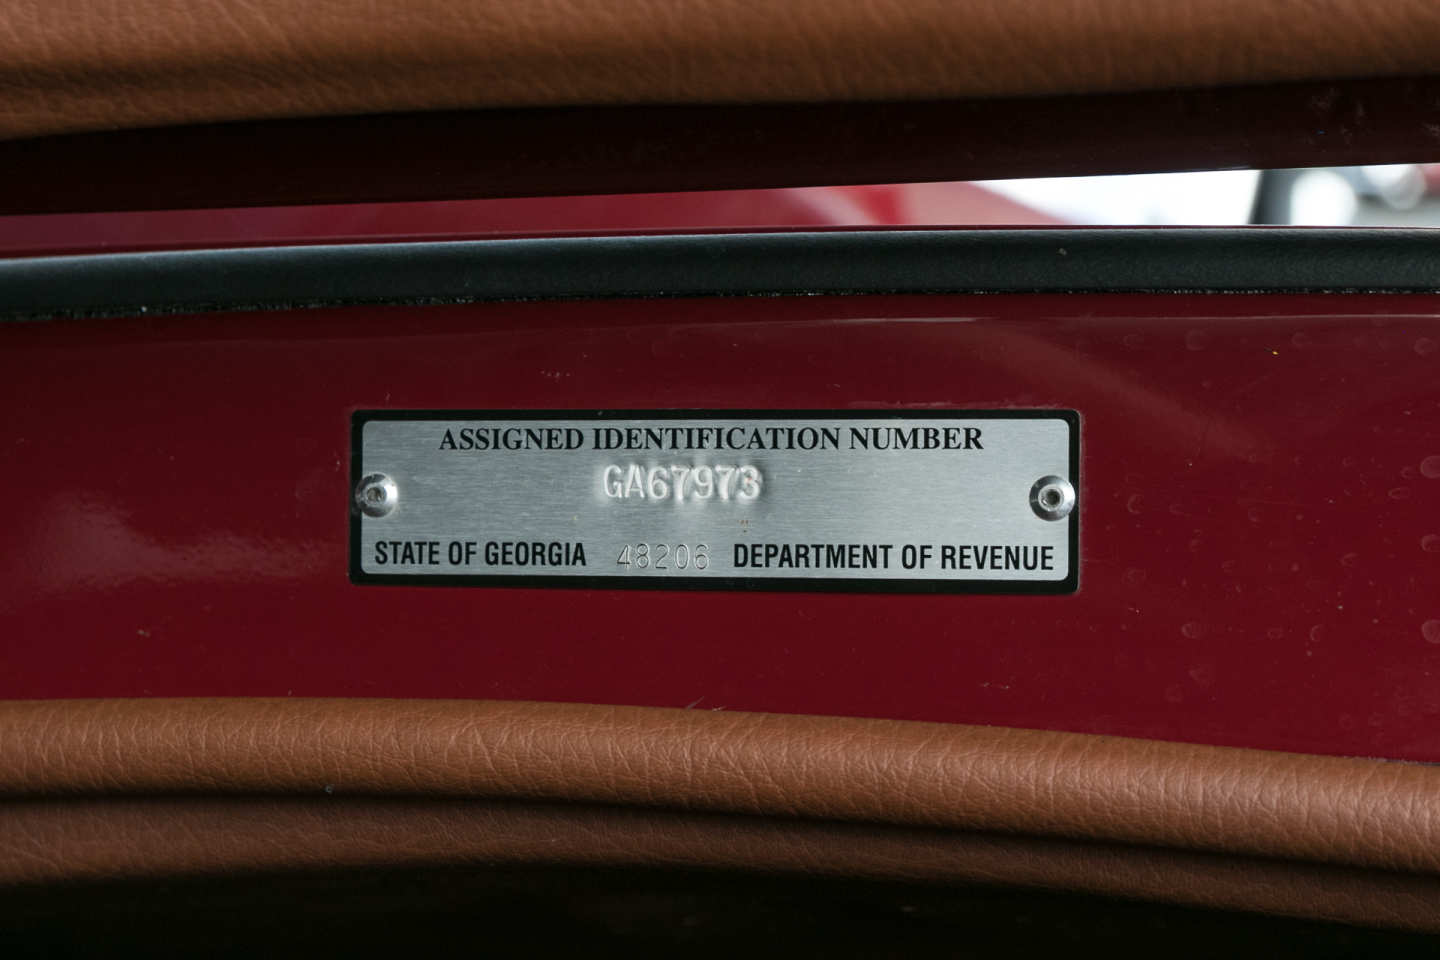 ASSIGNED IDENTIFICATION NUMBER
GA67973
STATE OF GEORGIA 48206 DEPARTMENT OF REVENUE